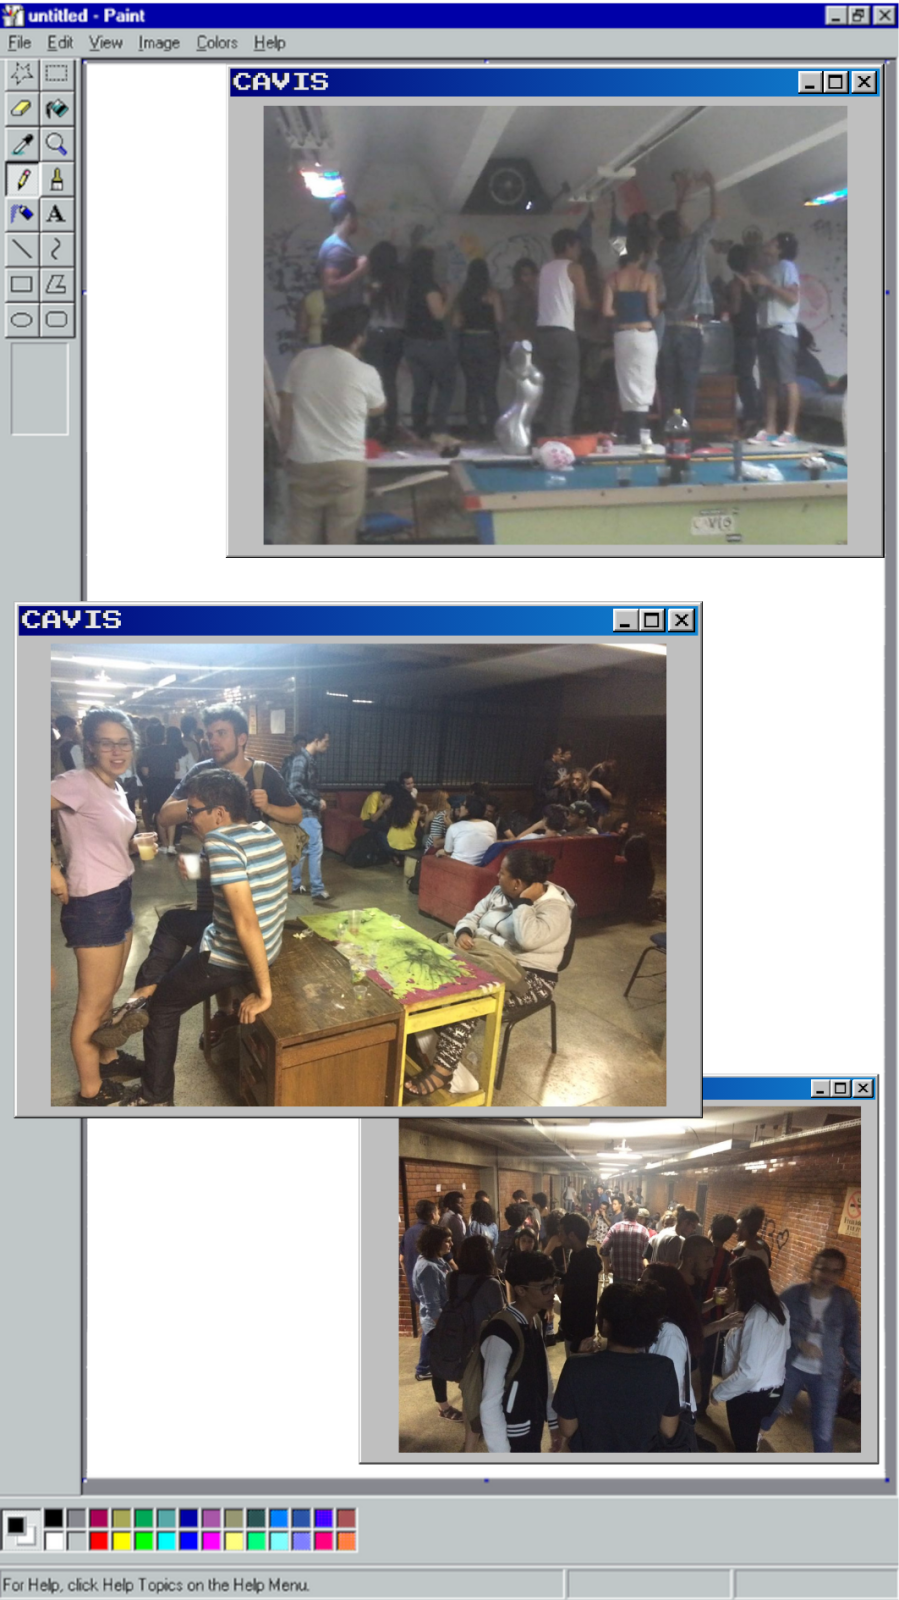 untitled - Paint
File Edit View Image Colors Help
A
CAVIS
CAVIS
CAVIS
For Help, click Help Topics on the Help Menu.